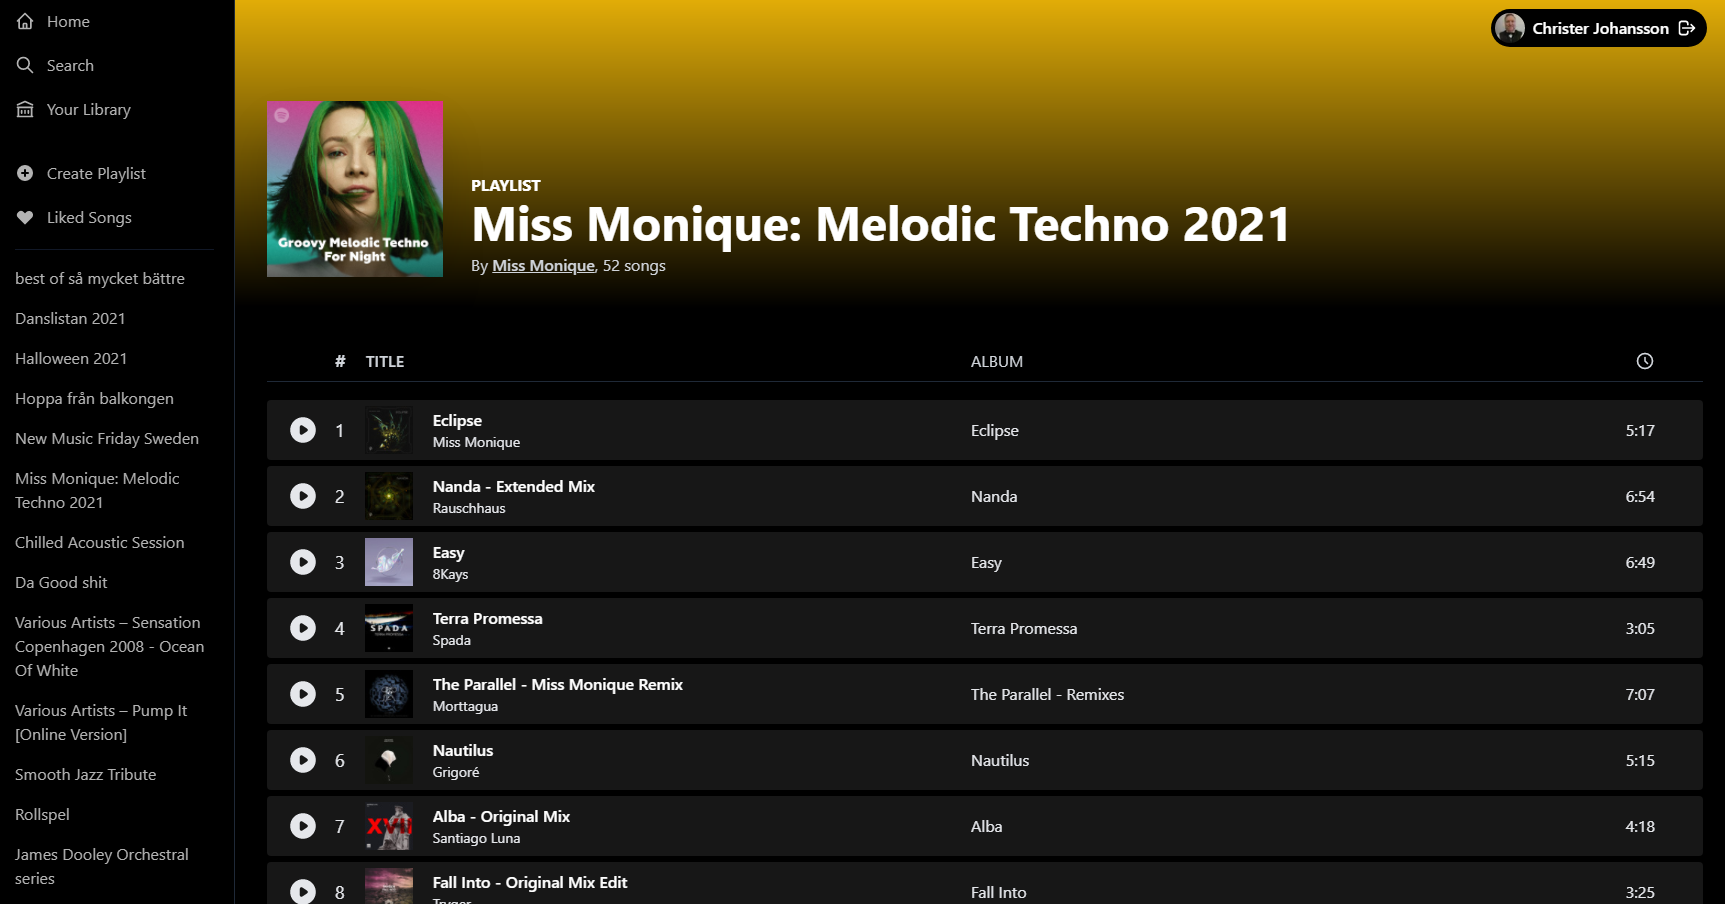 Home
Search
Your Library
Create Playlist
Liked Songs
best of så mycket bättre
Danslistan 2021
Halloween 2021
Hoppa från balkongen
New Music Friday Sweden
Miss Monique: Melodic
Techno 2021
Chilled Acoustic Session
Da Good shit
Various Artists – Sensation
Copenhagen 2008 - Ocean
Of White
Various Artists – Pump It
[Online Version]
Smooth Jazz Tribute
Rollspel
James Dooley Orchestral
series
Christer Johansson
Groovy Melodic Techno
For Night
PLAYLIST
Miss Monique: Melodic Techno 2021
By Miss Monique, 52 songs
# TITLE ALBUM
1 Eclipse Eclipse 5:17
Miss Monique
2 Nanda - Extended Mix Nanda 6:54
Rauschhaus
3 Easy Easy 6:49
8Kays
4 SPADA Terra Promessa Terra Promessa 3:05
Spada
5 The Parallel - Miss Monique Remix The Parallel - Remixes 7:07
Morttagua
6 Nautilus Nautilus 5:15
Grigoré
7 Alba - Original Mix Alba 4:18
Santiago Luna
8 Fall Into - Original Mix Edit Fall Into 3:25